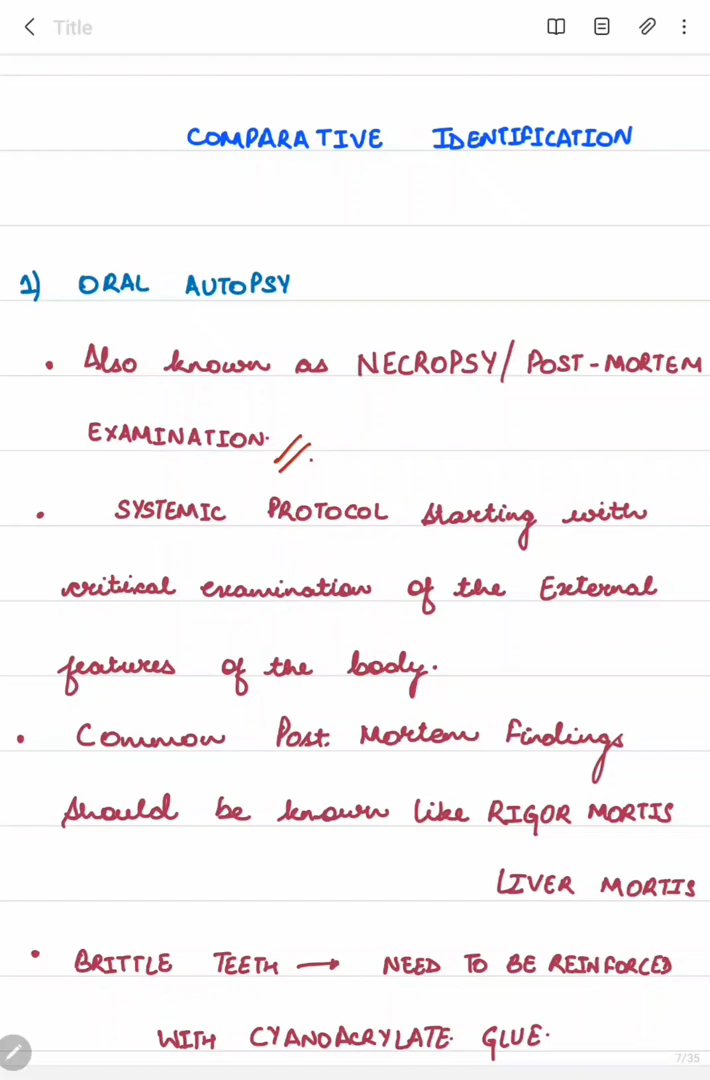 Title
COMPARATIVE IDENTIFICATION
1) ORAL AUTOPSY
• Also known as NECROPSY/ POST-MORTEM
EXAMINATION.
• SYSTEMIC PROTOCOL starting with
critical examination of the External
features of the body.
• Common Post. Mortem findings
should be known like RIGOR MORTIS
LIVER MORTIS
• BRITTLE TEETH → NEED TO BE REINFORCED
WITH CYANOACRYLATE. GLUE.
7/35